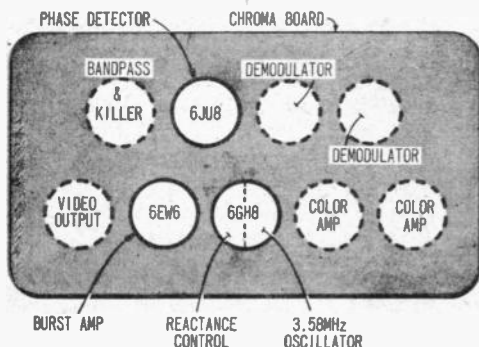 PHASE DETECTOR
CHROMA BOARD
BANDPASS
&
KILLER
6JU8
DEMODULATOR
DEMODULATOR
VIDEO
OUTPUT
6EW6
6GH8
COLOR
AMP
COLOR
AMP
BURST AMP
REACTANCE
CONTROL
3.58MHz
OSCILLATOR